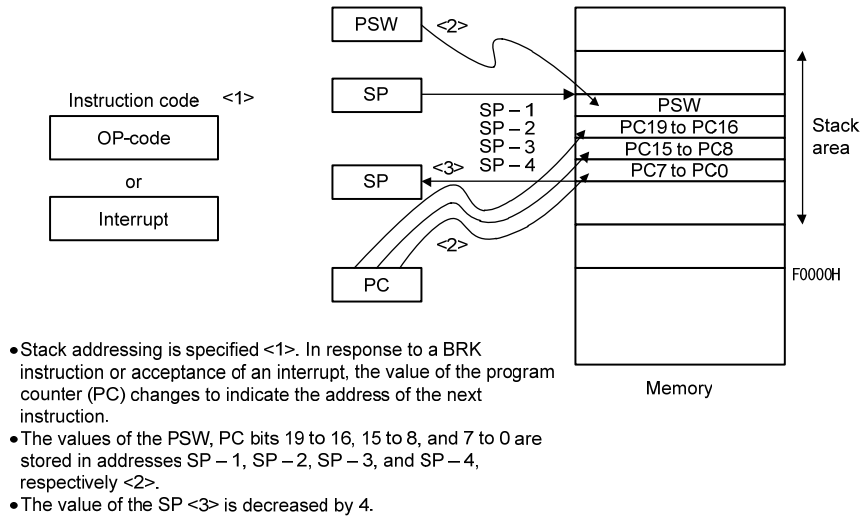 PSW
<2>
Instruction code <1>
OP-code
or
Interrupt
SP
SP – 1
SP – 2
SP – 3
SP – 4
<3>
SP
<2>
PC
PSW
PC19 to PC16
PC15 to PC8
PC7 to PC0
Stack
area
F0000H
Memory
• Stack addressing is specified <1>. In response to a BRK
instruction or acceptance of an interrupt, the value of the program
counter (PC) changes to indicate the address of the next
instruction.
• The values of the PSW, PC bits 19 to 16, 15 to 8, and 7 to 0 are
stored in addresses SP – 1, SP – 2, SP – 3, and SP – 4,
respectively <2>.
• The value of the SP <3> is decreased by 4.